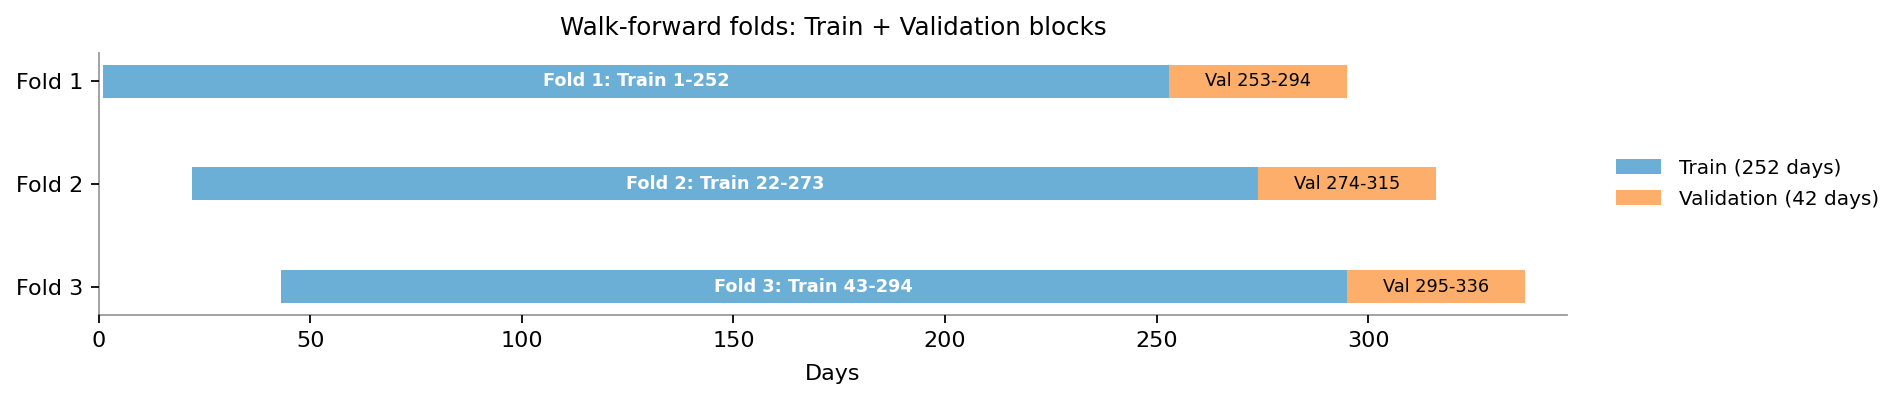 Walk-forward folds: Train + Validation blocks
Fold 1
Fold 1: Train 1-252
Val 253-294
Fold 2
Fold 2: Train 22-273
Val 274-315
Fold 3
Fold 3: Train 43-294
Val 295-336
0 50 100 150 200 250 300
Days
Train (252 days)
Validation (42 days)